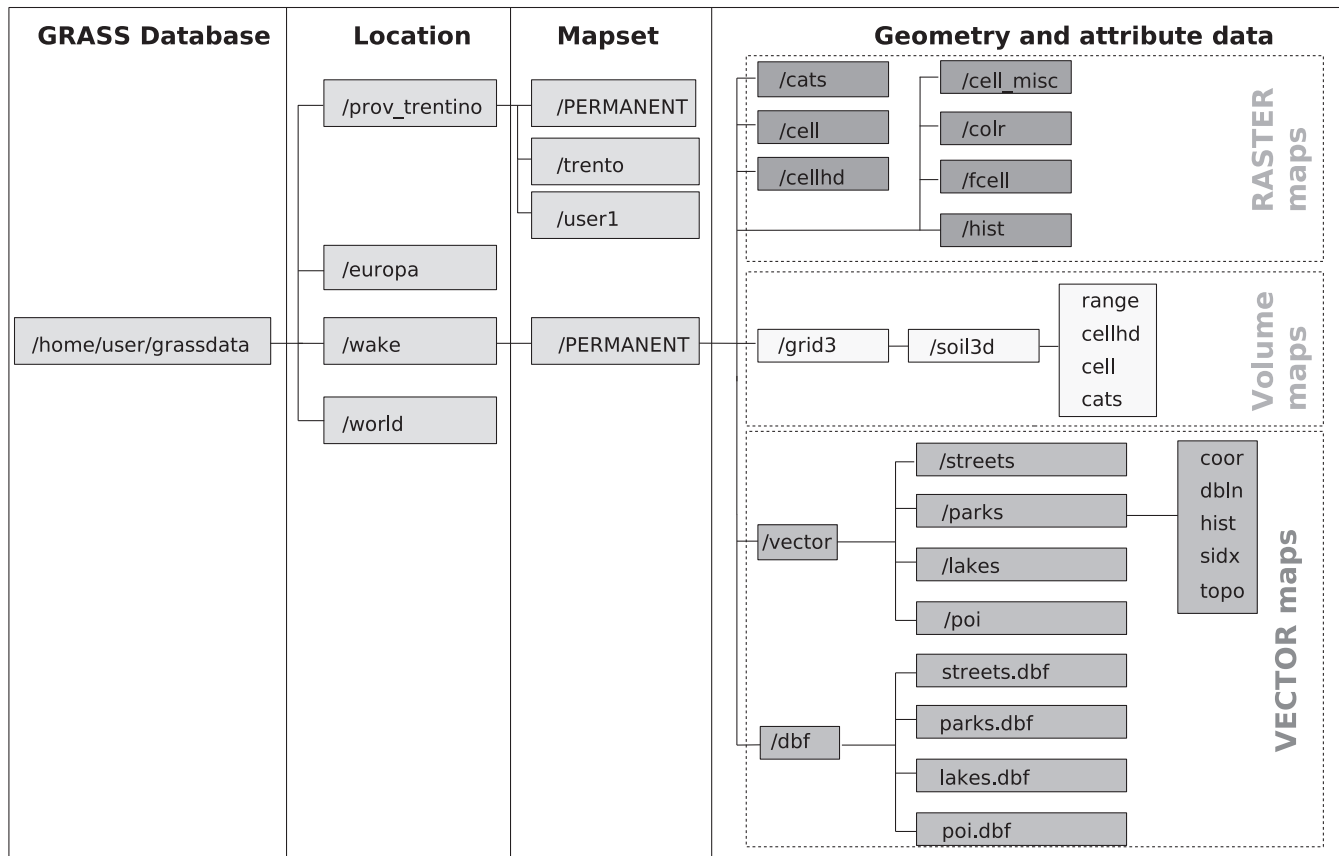 GRASS Database
Location
Mapset
Geometry and attribute data
/home/user/grassdata
/prov_trentino
/europa
/wake
/world
/PERMANENT
/trento
/user1
/PERMANENT
/cats
/cell
/cellhd
/cell_misc
/colr
/fcell
/hist
RASTER
maps
/grid3
/soil3d
range
cellhd
cell
cats
Volume
maps
/vector
/streets
/parks
/lakes
/poi
coor
dbln
hist
sidx
topo
/dbf
streets.dbf
parks.dbf
lakes.dbf
poi.dbf
VECTOR maps